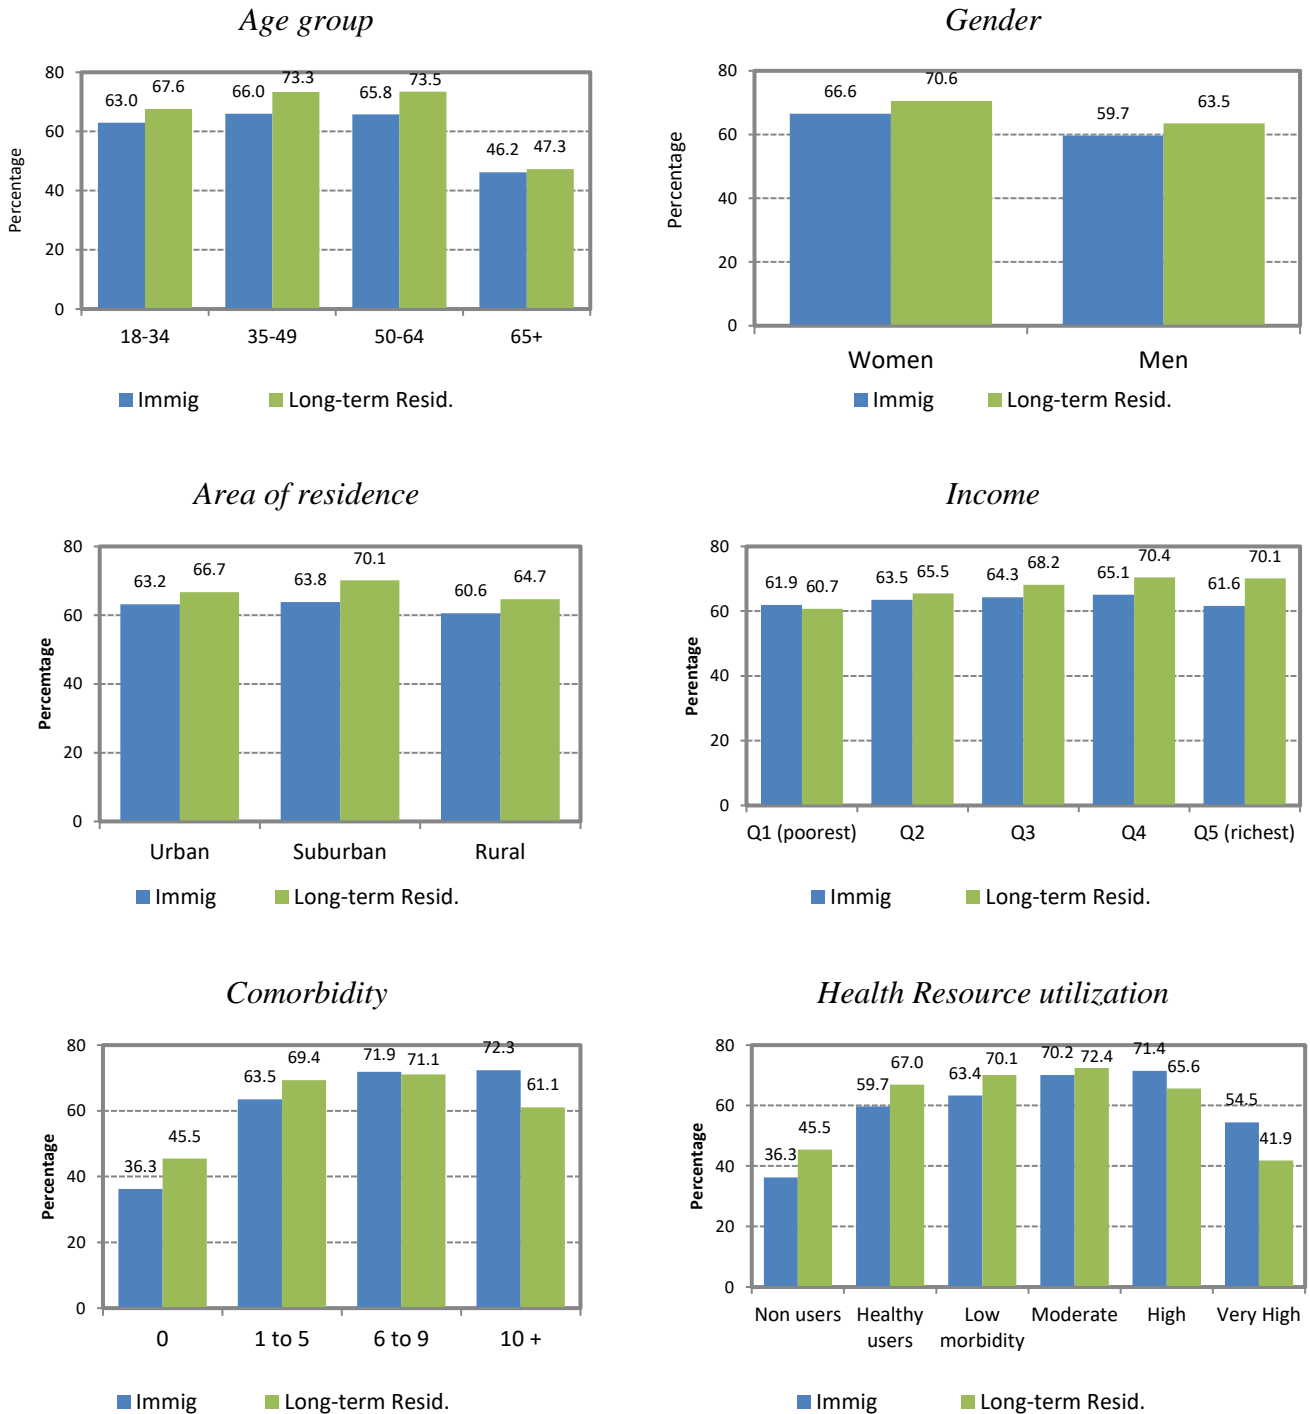 Age group
Percentage
80
60
40
20
0
63.0 67.6 66.0 73.3 65.8 73.5 46.2 47.3
18-34 35-49 50-64 65+
Immig Long-term Resid.
Gender
Percentage
80
60
40
20
0
66.6 70.6 59.7 63.5
Women Men
Immig Long-term Resid.
Area of residence
Percemtage
80
60
40
20
0
63.2 66.7 63.8 70.1 60.6 64.7
Urban Suburban Rural
Immig Long-term Resid.
Income
Perentage
80
60
40
20
0
61.9 60.7 63.5 65.5 64.3 68.2 65.1 70.4 61.6 70.1
Q1 (poorest) Q2 Q3 Q4 Q5 (richest)
Immig Long-term Resid.
Comorbidity
Percentage
80
60
40
20
0
36.3 45.5 63.5 69.4 71.9 71.1 72.3 61.1
0 1 to 5 6 to 9 10 +
Immig Long-term Resid.
Health Resource utilization
Percentage
80
60
40
20
0
36.3 45.5 59.7 67.0 63.4 70.1 70.2 72.4 71.4 65.6 54.5 41.9
Non users Healthy Low Moderate High Very High
users morbidity
Immig Long-term Resid.